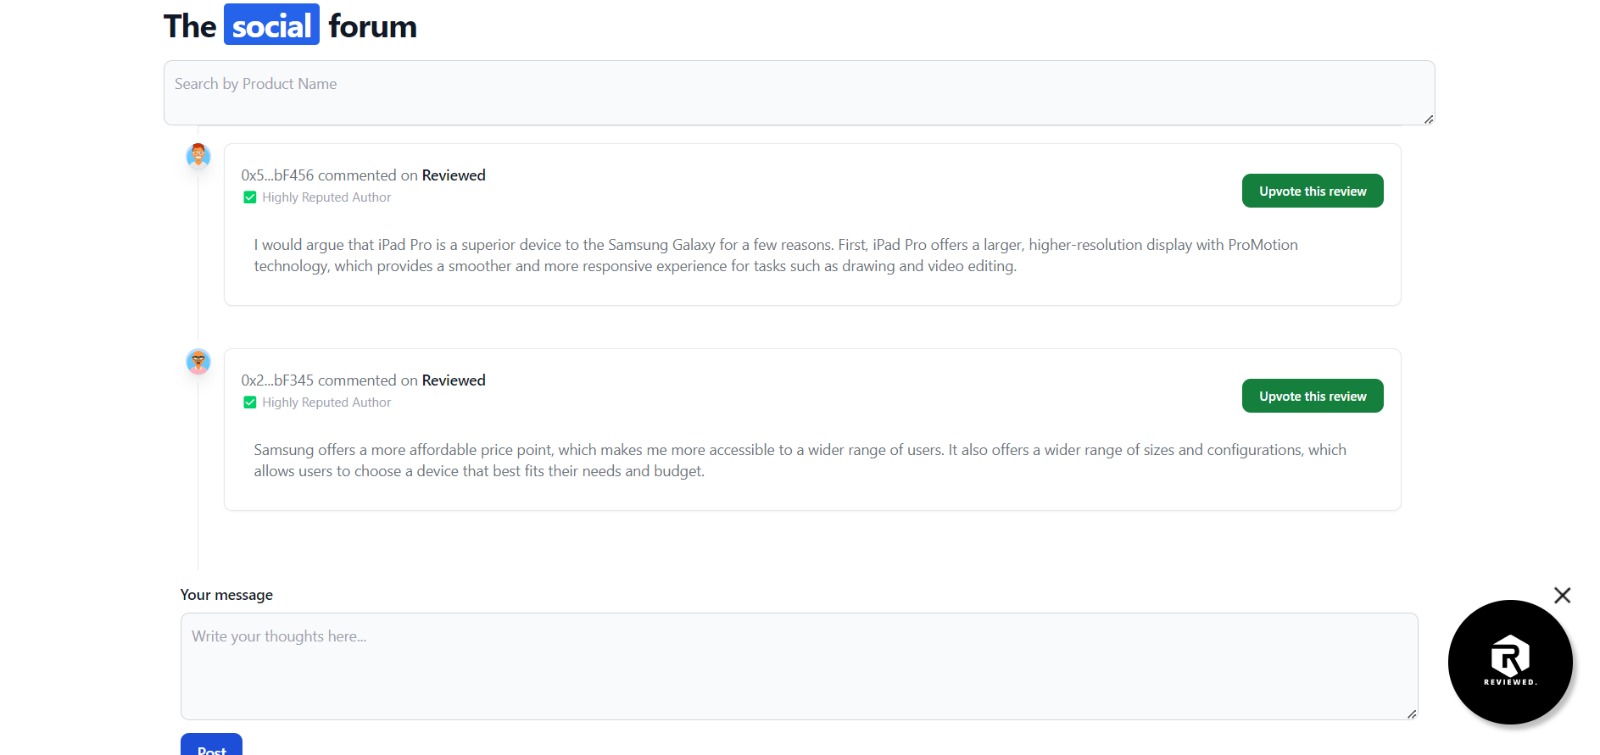 The social forum
Search by Product Name
0x5...bF456 commented on Reviewed
Highly Reputed Author
Upvote this review
I would argue that iPad Pro is a superior device to the Samsung Galaxy for a few reasons. First, iPad Pro offers a larger, higher-resolution display with ProMotion
technology, which provides a smoother and more responsive experience for tasks such as drawing and video editing.
0x2...bF345 commented on Reviewed
Highly Reputed Author
Upvote this review
Samsung offers a more affordable price point, which makes me more accessible to a wider range of users. It also offers a wider range of sizes and configurations, which
allows users to choose a device that best fits their needs and budget.
Your message
Write your thoughts here...
R
REVIEWED.
Post